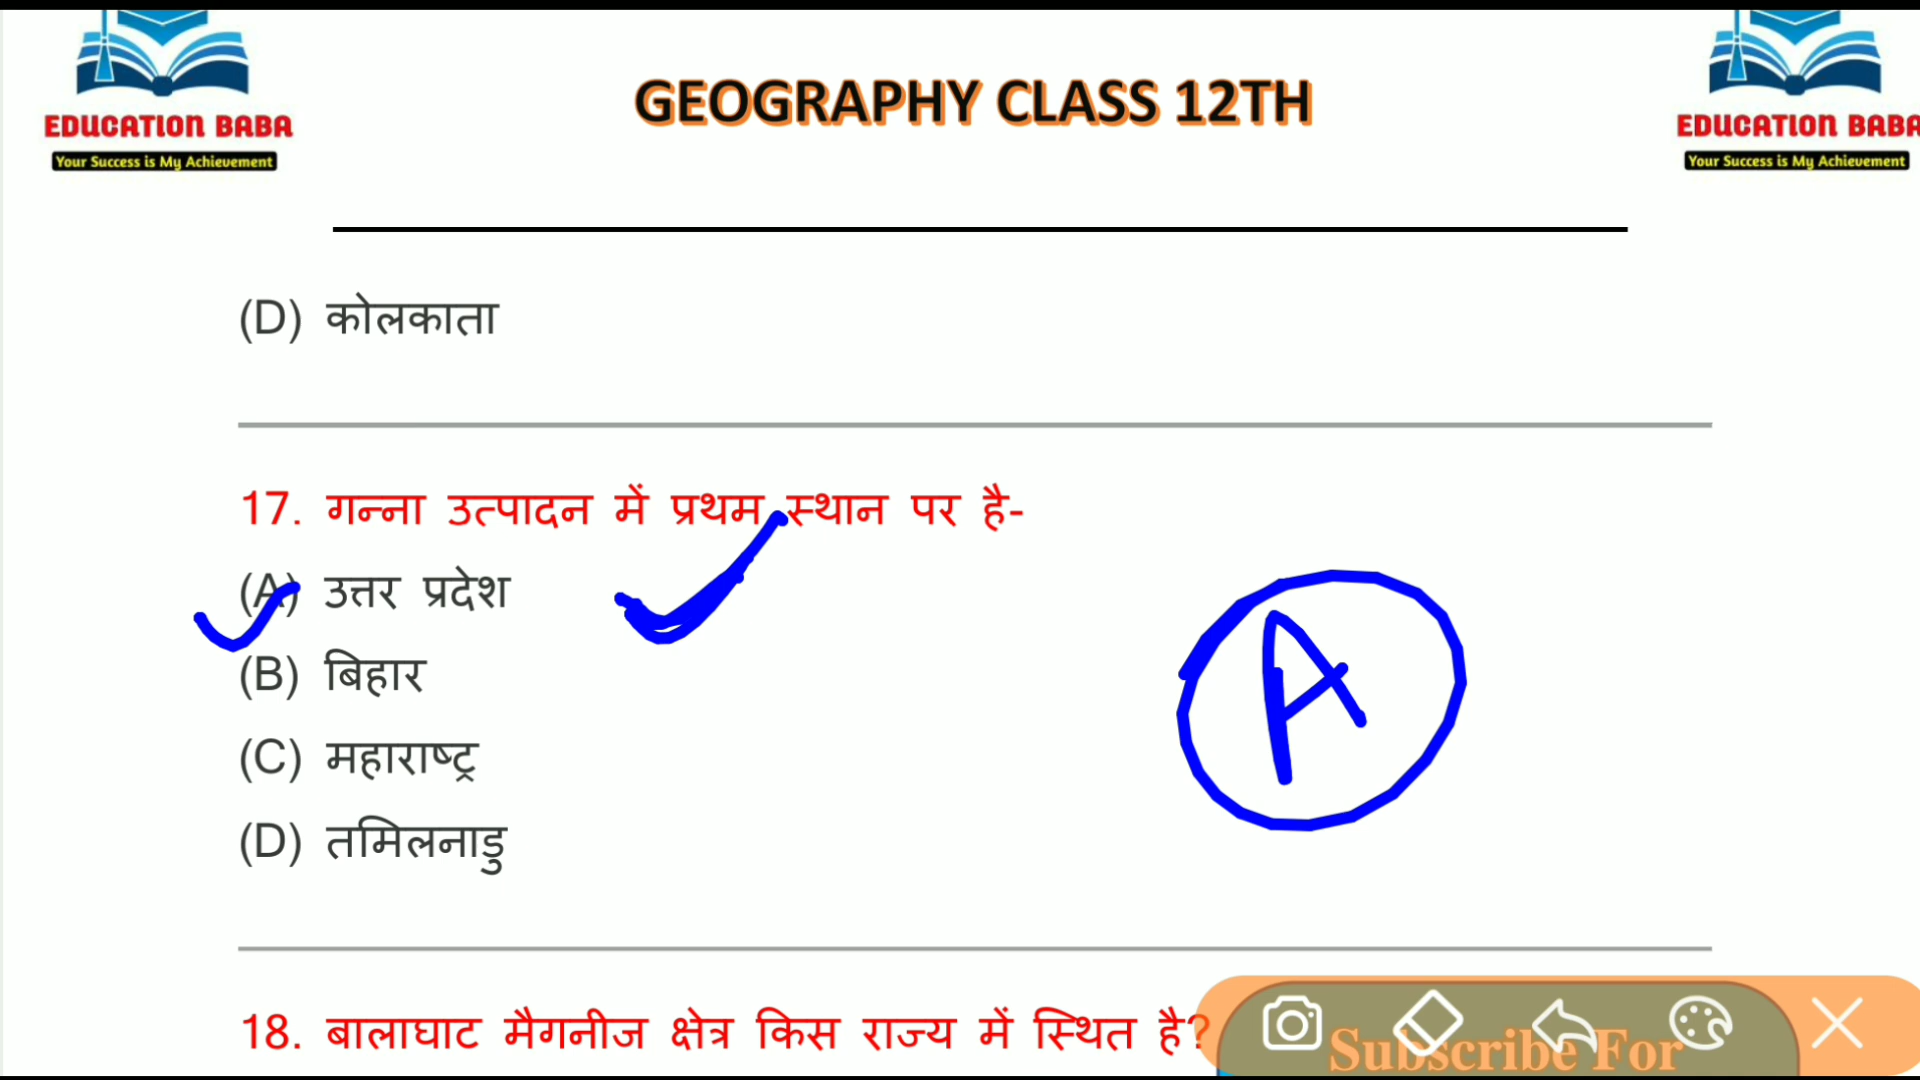 EDUCATION BABA
Your Success is My Achievement
GEOGRAPHY CLASS 12TH
EDUCATION BABA
Your Success is My Achievement
(D) कोलकाता
17. गन्ना उत्पादन में प्रथम स्थान पर है-
(A) उत्तर प्रदेश
(B) बिहार
(C) महाराष्ट्र
(D) तमिलनाडु
A
18. बालाघाट मैगनीज क्षेत्र किस राज्य में स्थित है?
Subscribe For